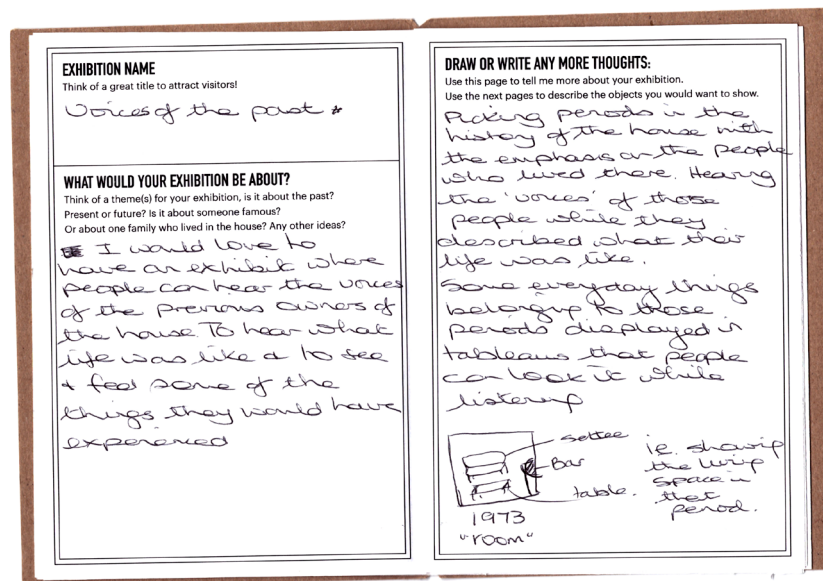 EXHIBITION NAME
Think of a great title to attract visitors!
Voices of the past *
WHAT WOULD YOUR EXHIBITION BE ABOUT?
Think of a theme(s) for your exhibition, is it about the past?
Present or future? Is it about someone famous?
Or about one family who lived in the house? Any other ideas?
I would love to
have an exhibit where
people can hear the voices
of the previous owners of
the house. To hear what
life was like & to see
+ feel some of the
things they would have
experienced
DRAW OR WRITE ANY MORE THOUGHTS:
Use this page to tell me more about your exhibition.
Use the next pages to describe the objects you would want to show.
Picking periods in the
history of the house with
the emphasis on the people
who lived there. Hearing
the 'voices' of those
people while they
described what their
life was like.
Some everyday things
belonging to those
periods displayed in
tableaus that people
can look at while
listening
settee
Bar
table.
1973
"room"
i.e. showing
the living
space in
that
period.